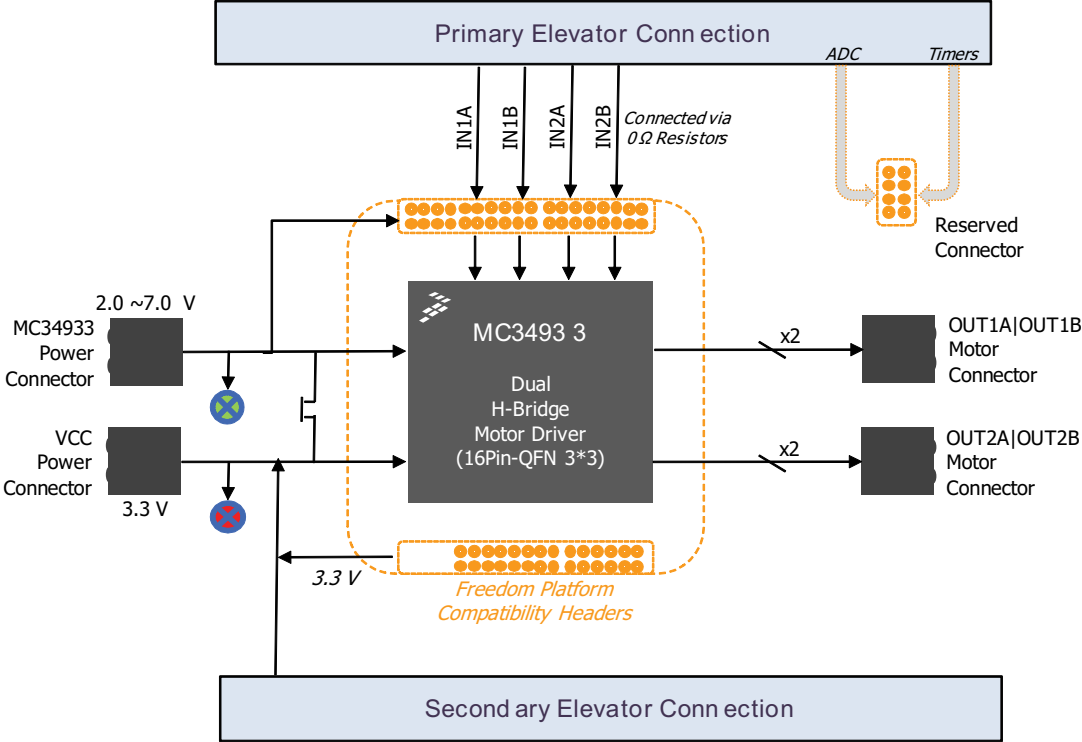 Primary Elevator Conn ection
ADC
Timers
IN1A
IN1B
IN2A
IN2B
Connected via
0 Ω Resistors
Reserved
Connector
2.0 ~7.0 V
MC34933
Power
Connector
MC3493 3
Dual
H-Bridge
Motor Driver
(16Pin-QFN 3*3)
x2
OUT1A|OUT1B
Motor
Connector
VCC
Power
Connector
3.3 V
x2
OUT2A|OUT2B
Motor
Connector
3.3 V
Freedom Platform
Compatibility Headers
Second ary Elevator Conn ection